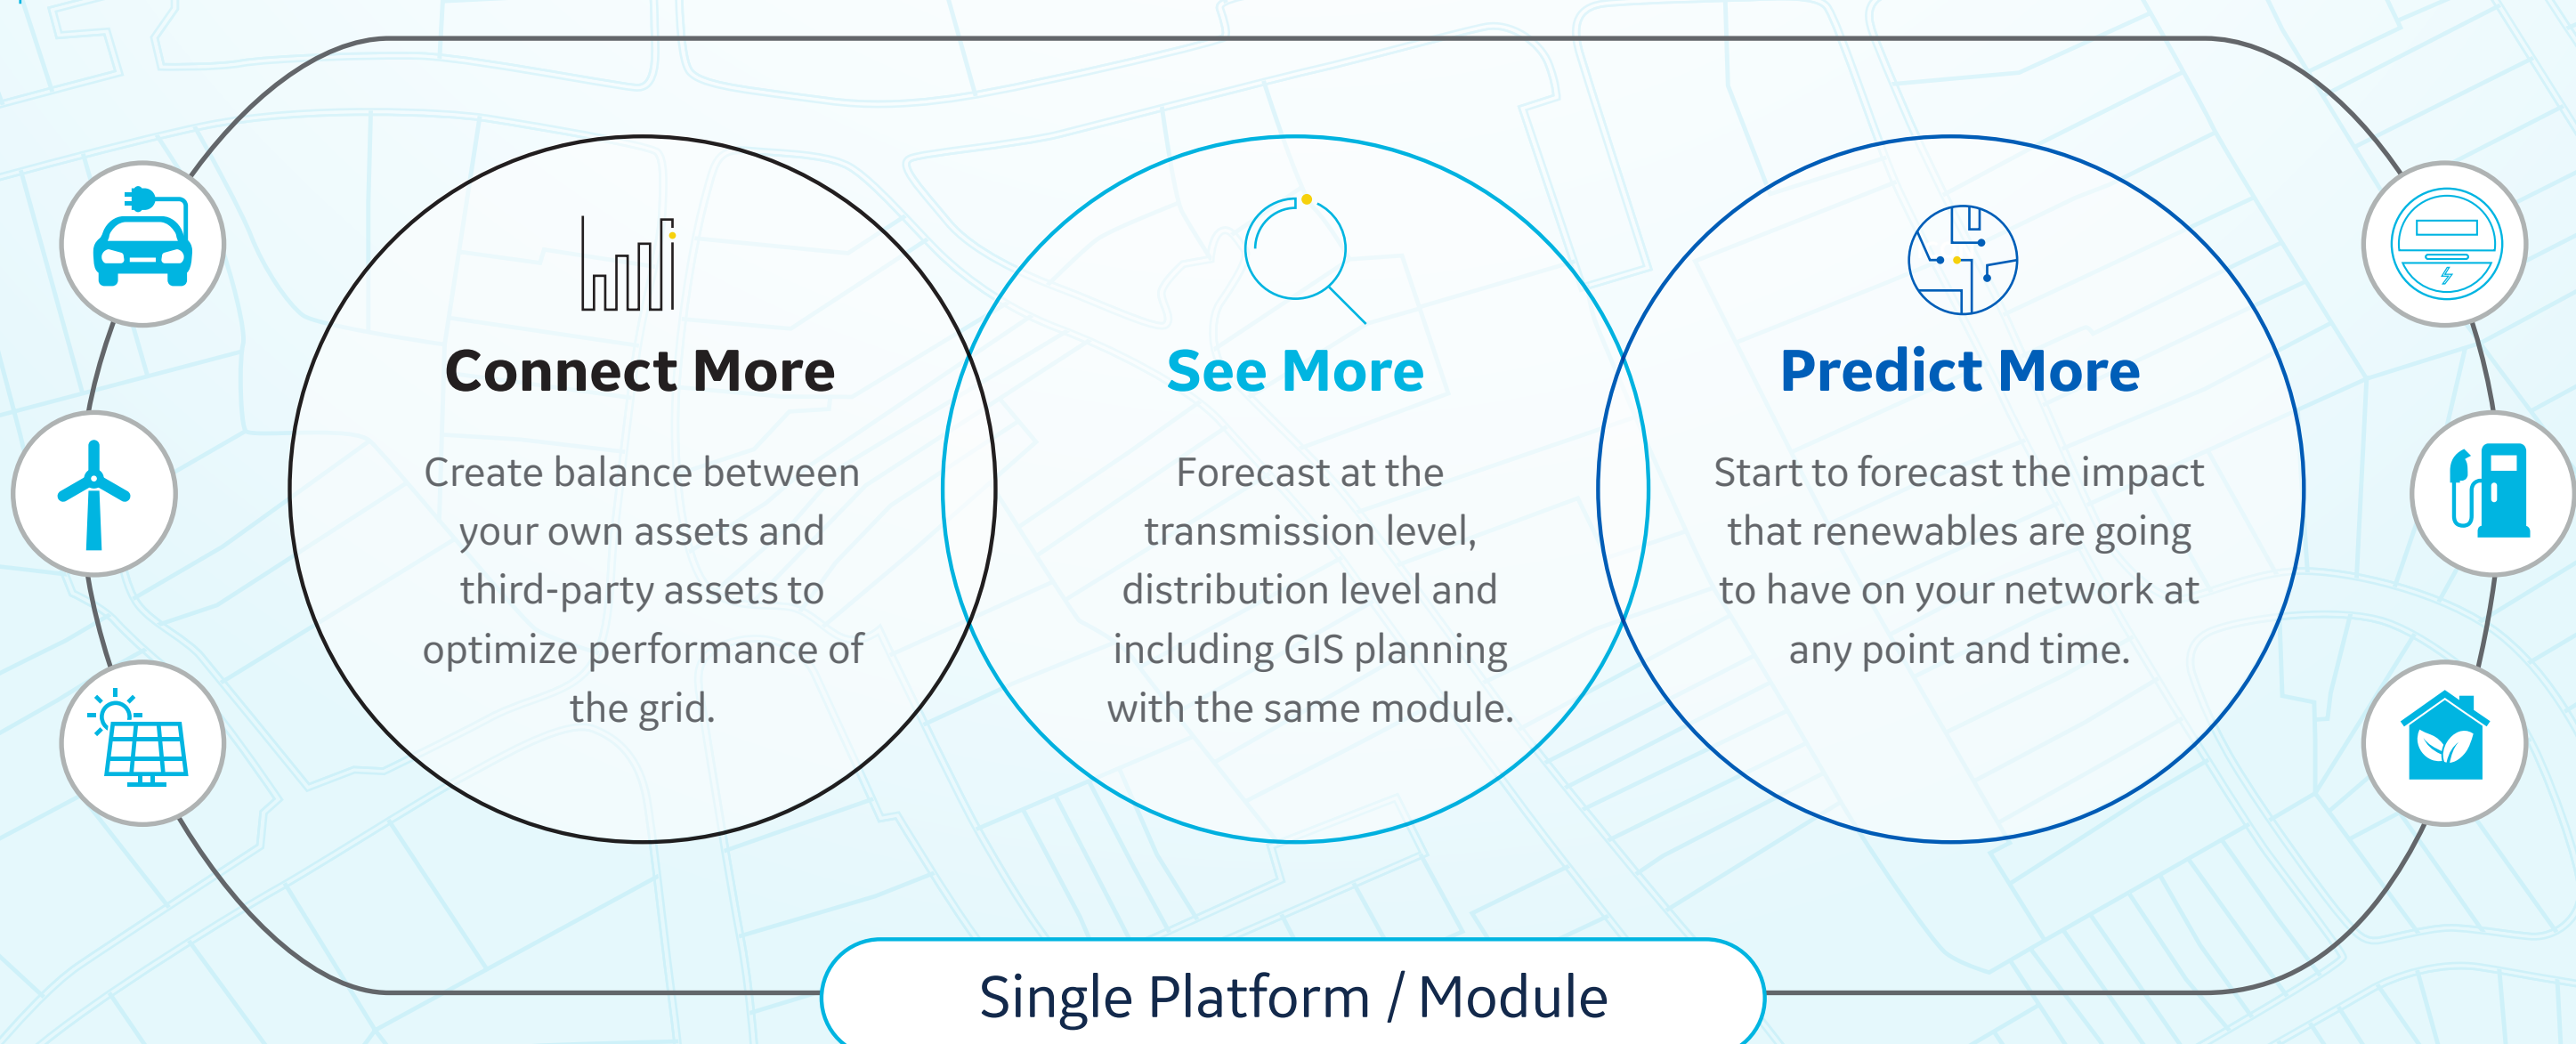 Connect More
Create balance between
your own assets and
third-party assets to
optimize performance of
the grid.
See More
Forecast at the
transmission level,
distribution level and
including GIS planning
with the same module.
Predict More
Start to forecast the impact
that renewables are going
to have on your network at
any point and time.
Single Platform / Module